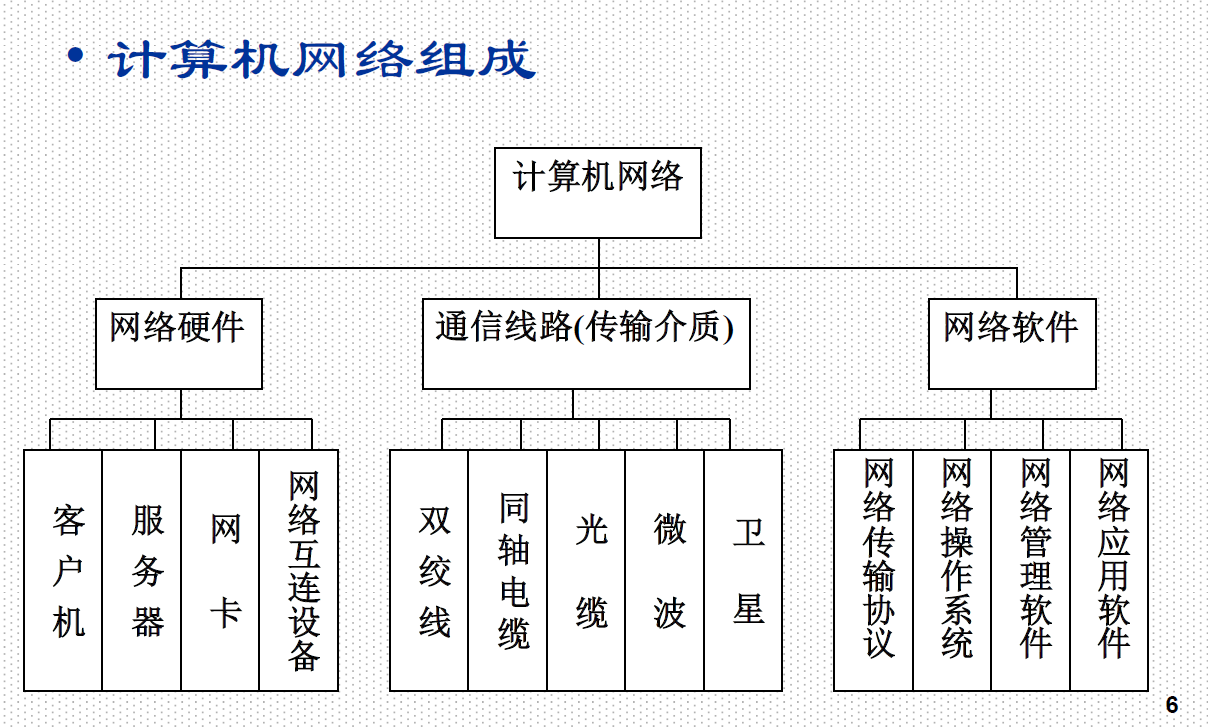 • 计算机网络组成
计算机网络
网络硬件
通信线路(传输介质)
网络软件
客户机
服务器
网卡
网络互连设备
双绞线
同轴电缆
光缆
微波
卫星
网络传输协议
网络操作系统
网络管理软件
网络应用软件
6